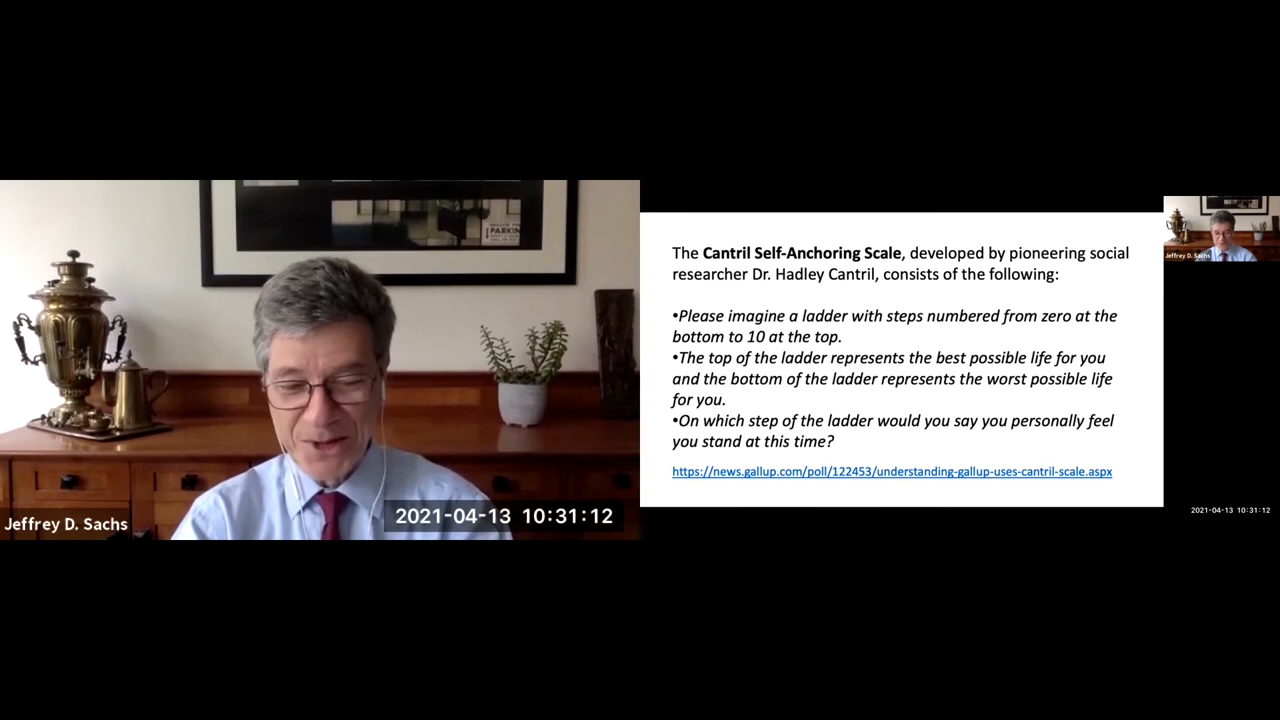 PARKIN
Jeffrey D. Sachs
2021-04-13 10:31:12
The Cantril Self-Anchoring Scale, developed by pioneering social
researcher Dr. Hadley Cantril, consists of the following:
•Please imagine a ladder with steps numbered from zero at the
bottom to 10 at the top.
•The top of the ladder represents the best possible life for you
and the bottom of the ladder represents the worst possible life
for you.
•On which step of the ladder would you say you personally feel
you stand at this time?
https://news.gallup.com/poll/122453/understanding-gallup-uses-cantril-scale.aspx
Jeffrey D. Sachs
2021-04-13 10:31:12